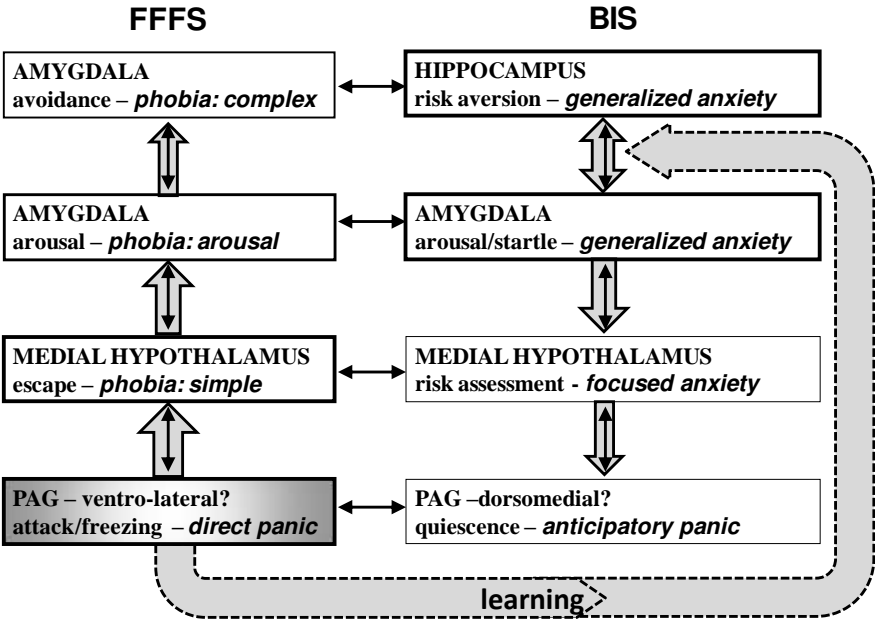 FFFS
BIS
AMYGDALA
avoidance – phobia: complex
HIPPOCAMPUS
risk aversion – generalized anxiety
AMYGDALA
arousal – phobia: arousal
AMYGDALA
arousal/startle – generalized anxiety
MEDIAL HYPOTHALAMUS
escape – phobia: simple
MEDIAL HYPOTHALAMUS
risk assessment - focused anxiety
PAG – ventro-lateral?
attack/freezing – direct panic
PAG –dorsomedial?
quiescence – anticipatory panic
learning